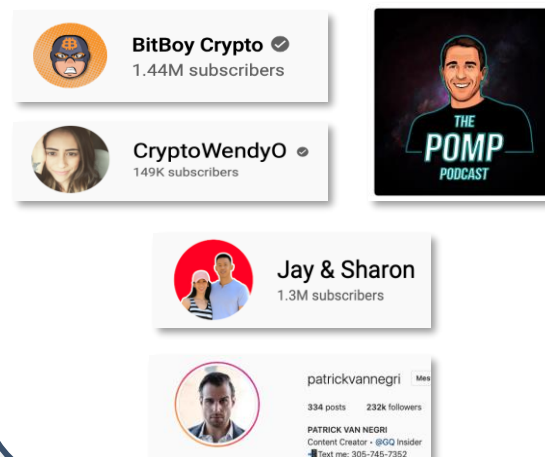 BitBoy Crypto
1.44M subscribers
CryptoWendyO
149K subscribers
THE
POMP
PODCAST
Jay & Sharon
1.3M subscribers
patrickvannegri Mes
334 posts 232k followers
PATRICK VAN NEGRI
Content Creator • @GQ Insider
Text me: 305-745-7352